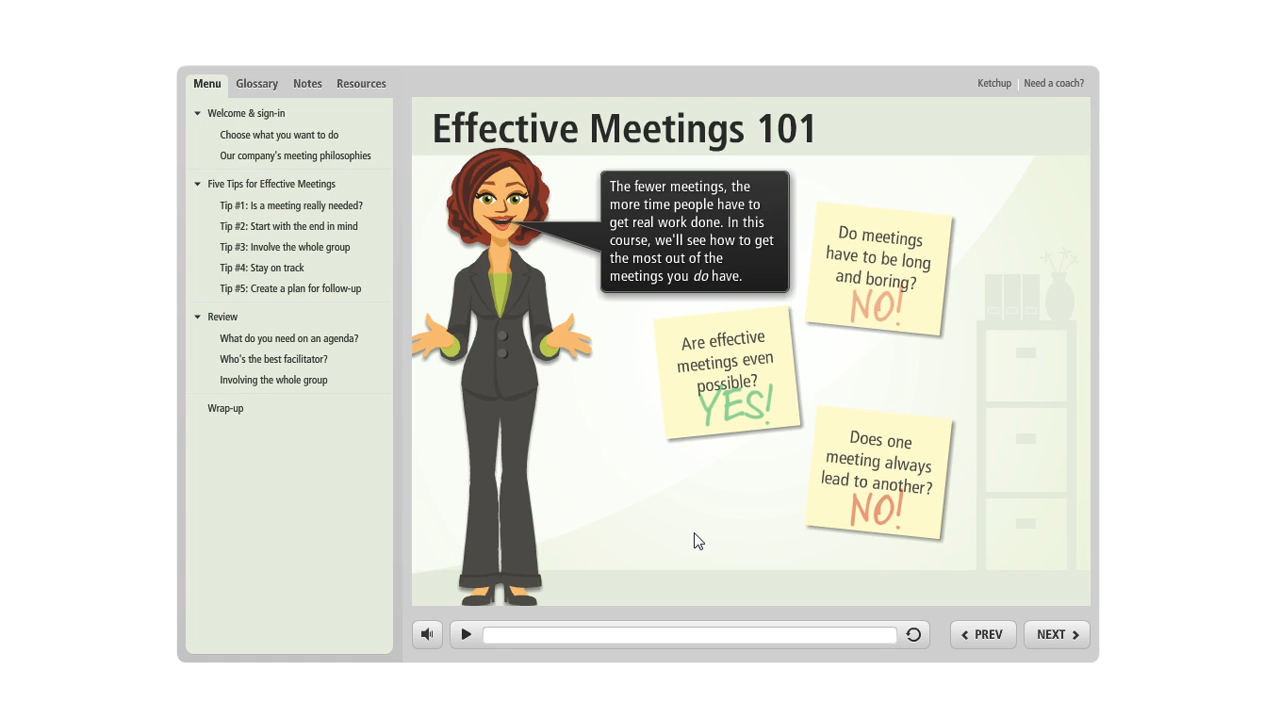 Menu Glossary Notes Resources
Ketchup Need a coach?
Welcome & sign-in
Choose what you want to do
Our company's meeting philosophies
Five Tips for Effective Meetings
Tip #1: Is a meeting really needed?
Tip #2: Start with the end in mind
Tip #3: Involve the whole group
Tip #4: Stay on track
Tip #5: Create a plan for follow-up
Review
What do you need on an agenda?
Who's the best facilitator?
Involving the whole group
Wrap-up
Effective Meetings 101
The fewer meetings, the
more time people have to
get real work done. In this
course, we'll see how to get
the most out of the
meetings you do have.
Do meetings
have to be long
and boring?
NO!
Are effective
meetings even
possible?
YES!
Does one
meeting always
lead to another?
NO!
PREV
NEXT